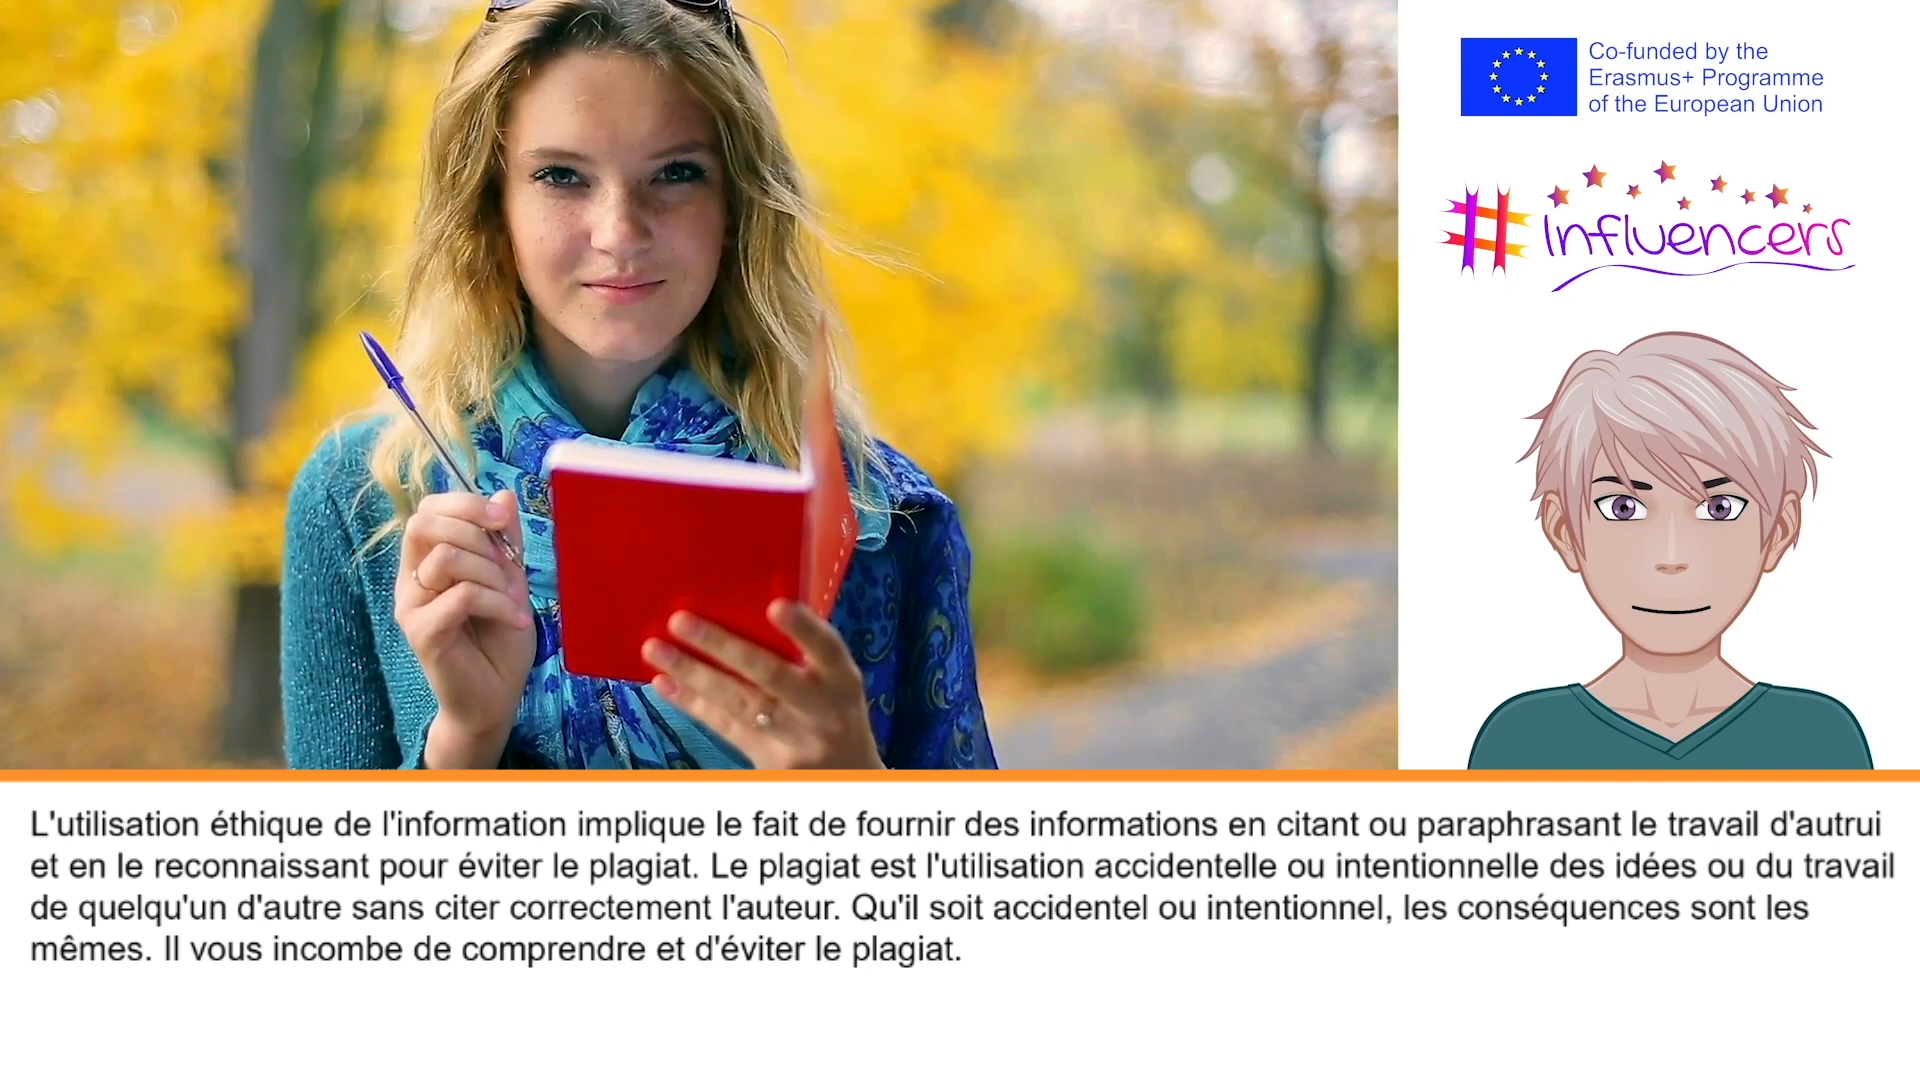 Co-funded by the
Erasmus+ Programme
of the European Union
#Influencers
L'utilisation éthique de l'information implique le fait de fournir des informations en citant ou paraphrasant le travail d'autrui
et en le reconnaissant pour éviter le plagiat. Le plagiat est l'utilisation accidentelle ou intentionnelle des idées ou du travail
de quelqu'un d'autre sans citer correctement l'auteur. Qu'il soit accidentel ou intentionnel, les conséquences sont les
mêmes. Il vous incombe de comprendre et d'éviter le plagiat.